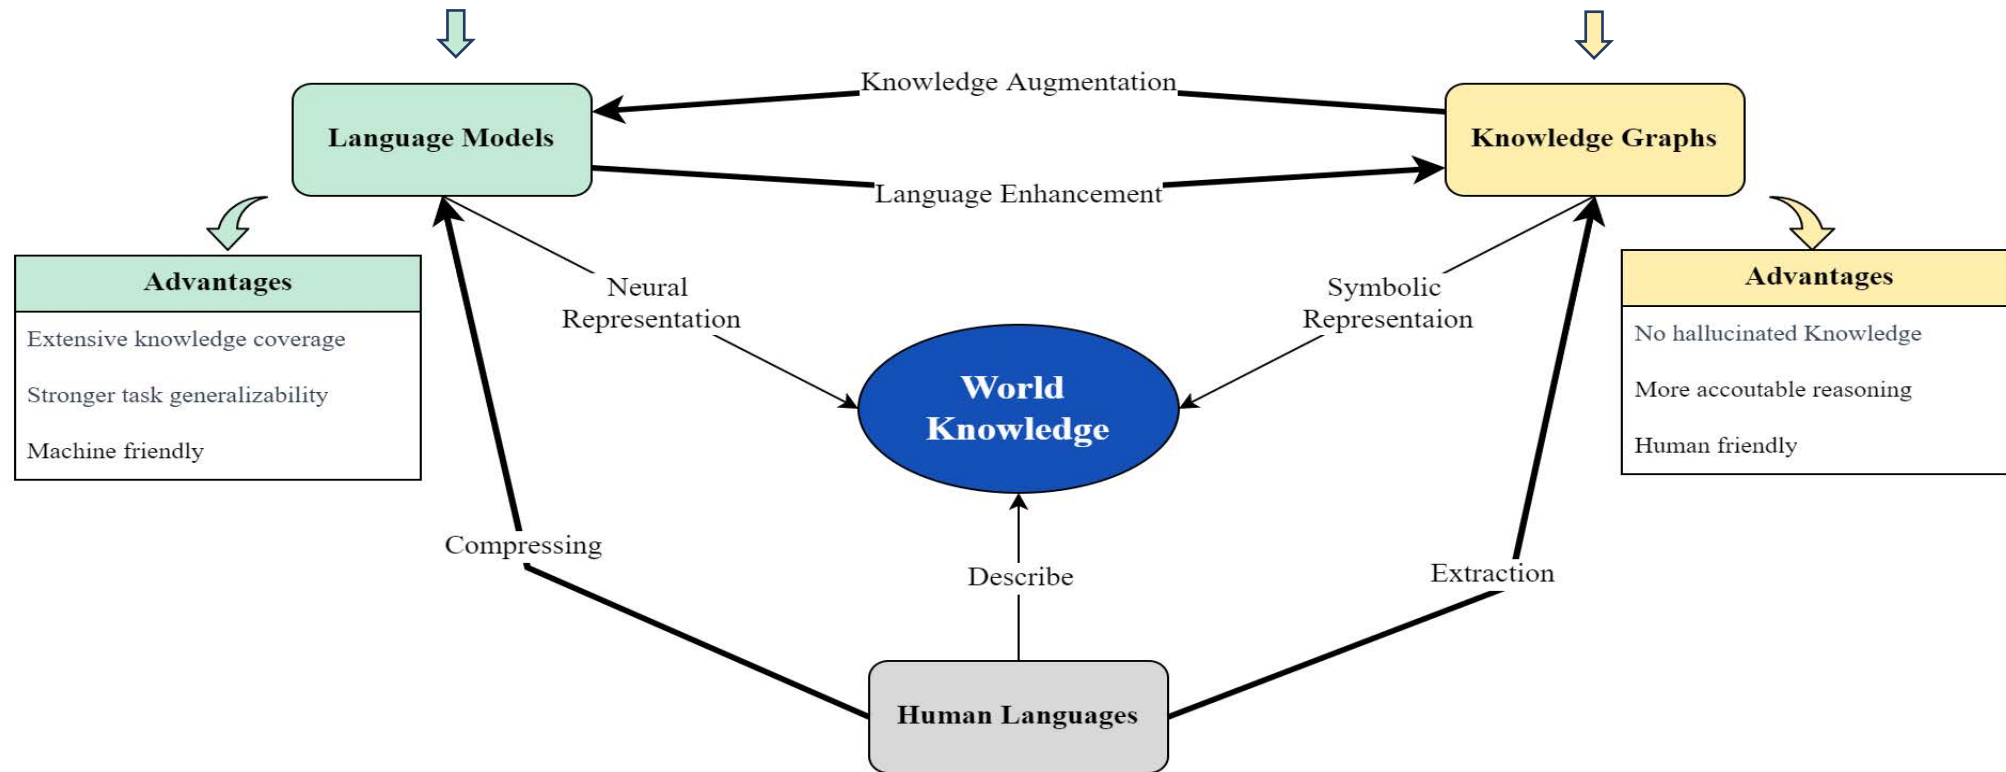 Knowledge Augmentation
Language Models
Knowledge Graphs
Language Enhancement
Advantages
Extensive knowledge coverage
Stronger task generalizability
Machine friendly
Neural
Representation
Symbolic
Representaion
Advantages
No hallucinated Knowledge
More accoutable reasoning
Human friendly
World
Knowledge
Compressing
Describe
Extraction
Human Languages